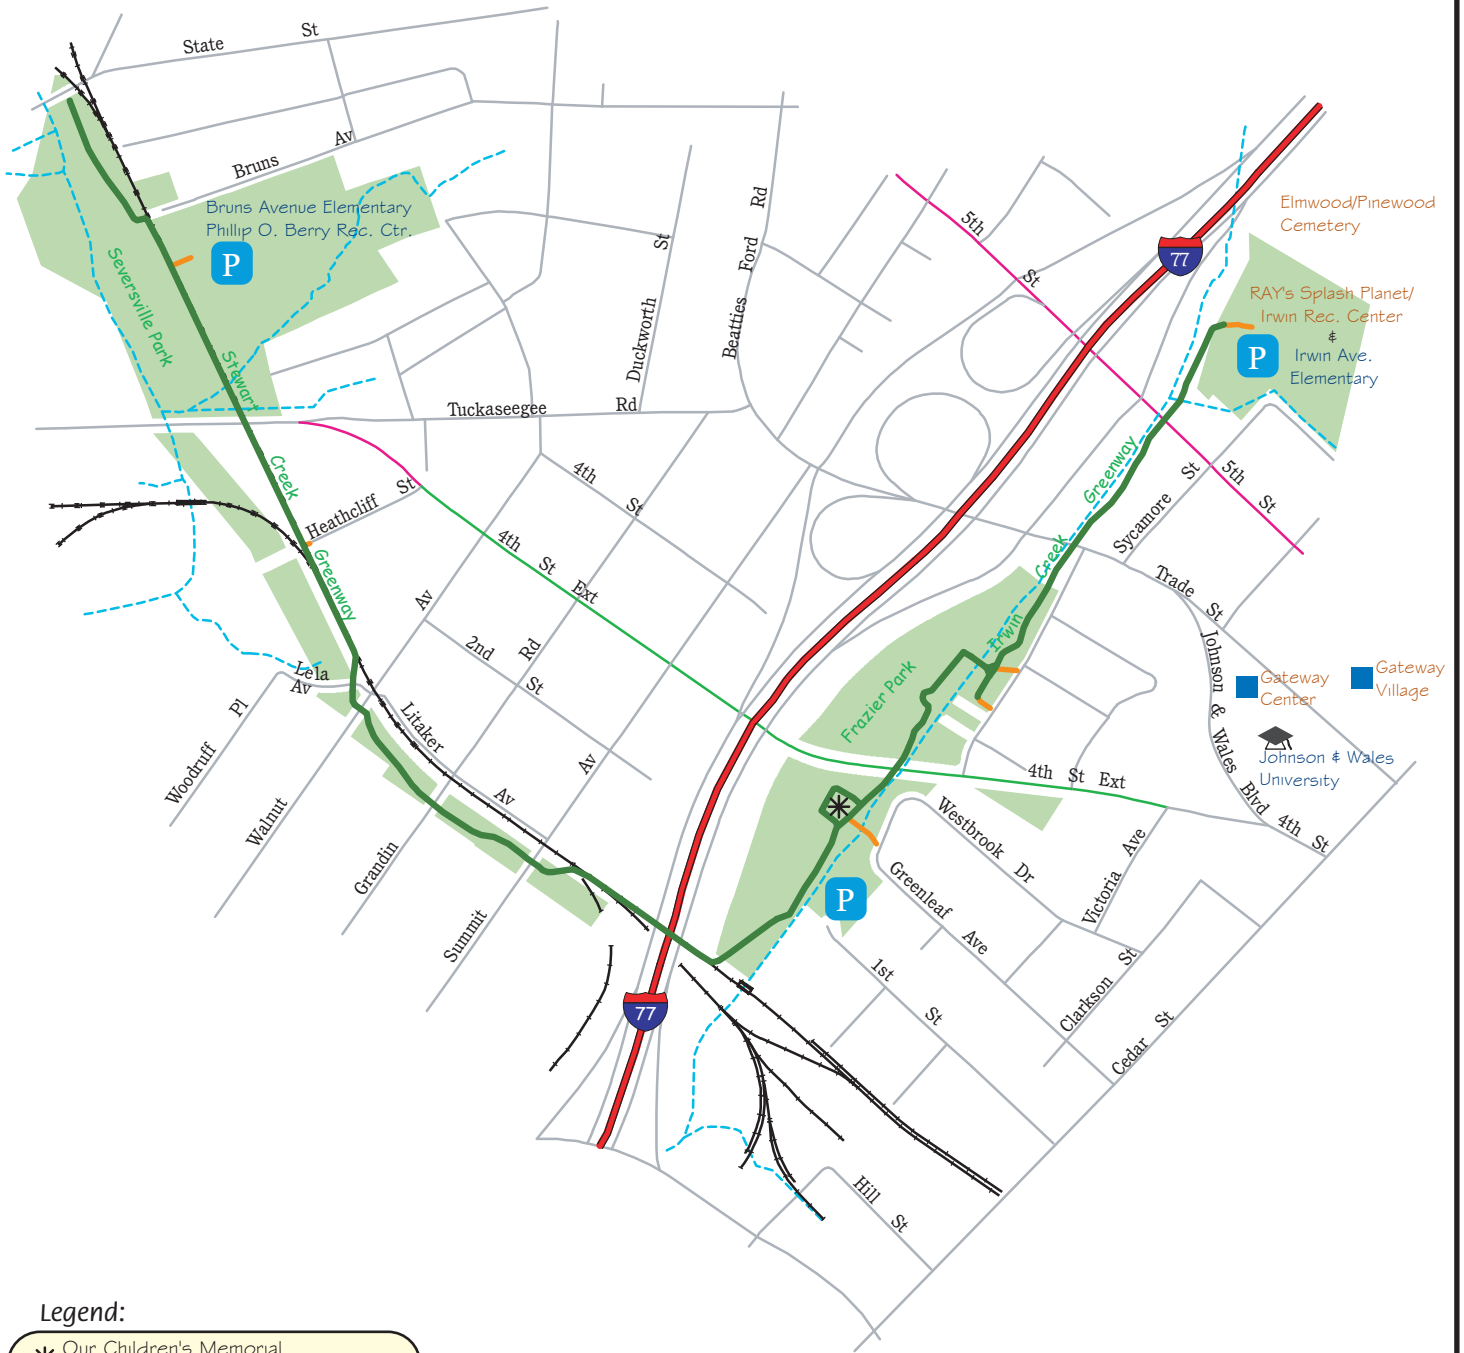 State St
Bruns Av
Bruns Avenue Elementary
Phillip O. Berry Rec. Ctr.
P
Seversville Park
Stewart Creek Greenway
Duckworth St
Beatties Ford Rd
5th St
77
Elmwood/Pinewood
Cemetery
RAY's Splash Planet/
Irwin Rec. Center
&
Irwin Ave.
Elementary
P
Tuckaseegee Rd
Heathcliff St
4th St
4th St Ext
Irwin Creek Greenway
Sycamore St
5th St
Trade St
Johnson & Wales Blvd
Gateway
Center
Gateway
Village
Johnson & Wales
University
Lela
Av
Woodruff Pl
Walnut Av
2nd St
Grandin Rd
Litaker Av
Summit Av
Frazier Park
4th St Ext
4th St
Westbrook Dr
Victoria Ave
Greenleaf Ave
P
1st St
Clarkson St
Cedar St
77
Hill St
Legend:
Our Children's Memorial